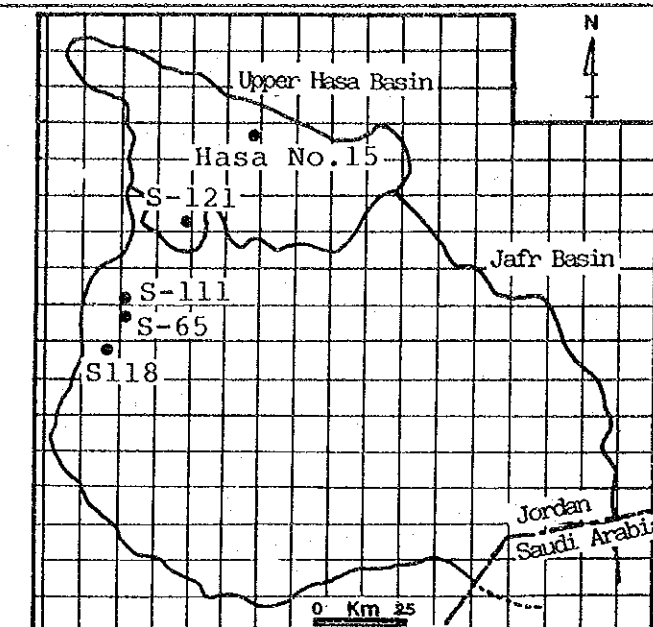 N
Upper Hasa Basin
Hasa No.15
S-121
Jafr Basin
S-111
S-65
S118
Jordan
Saudi Arabia
0 Km 25